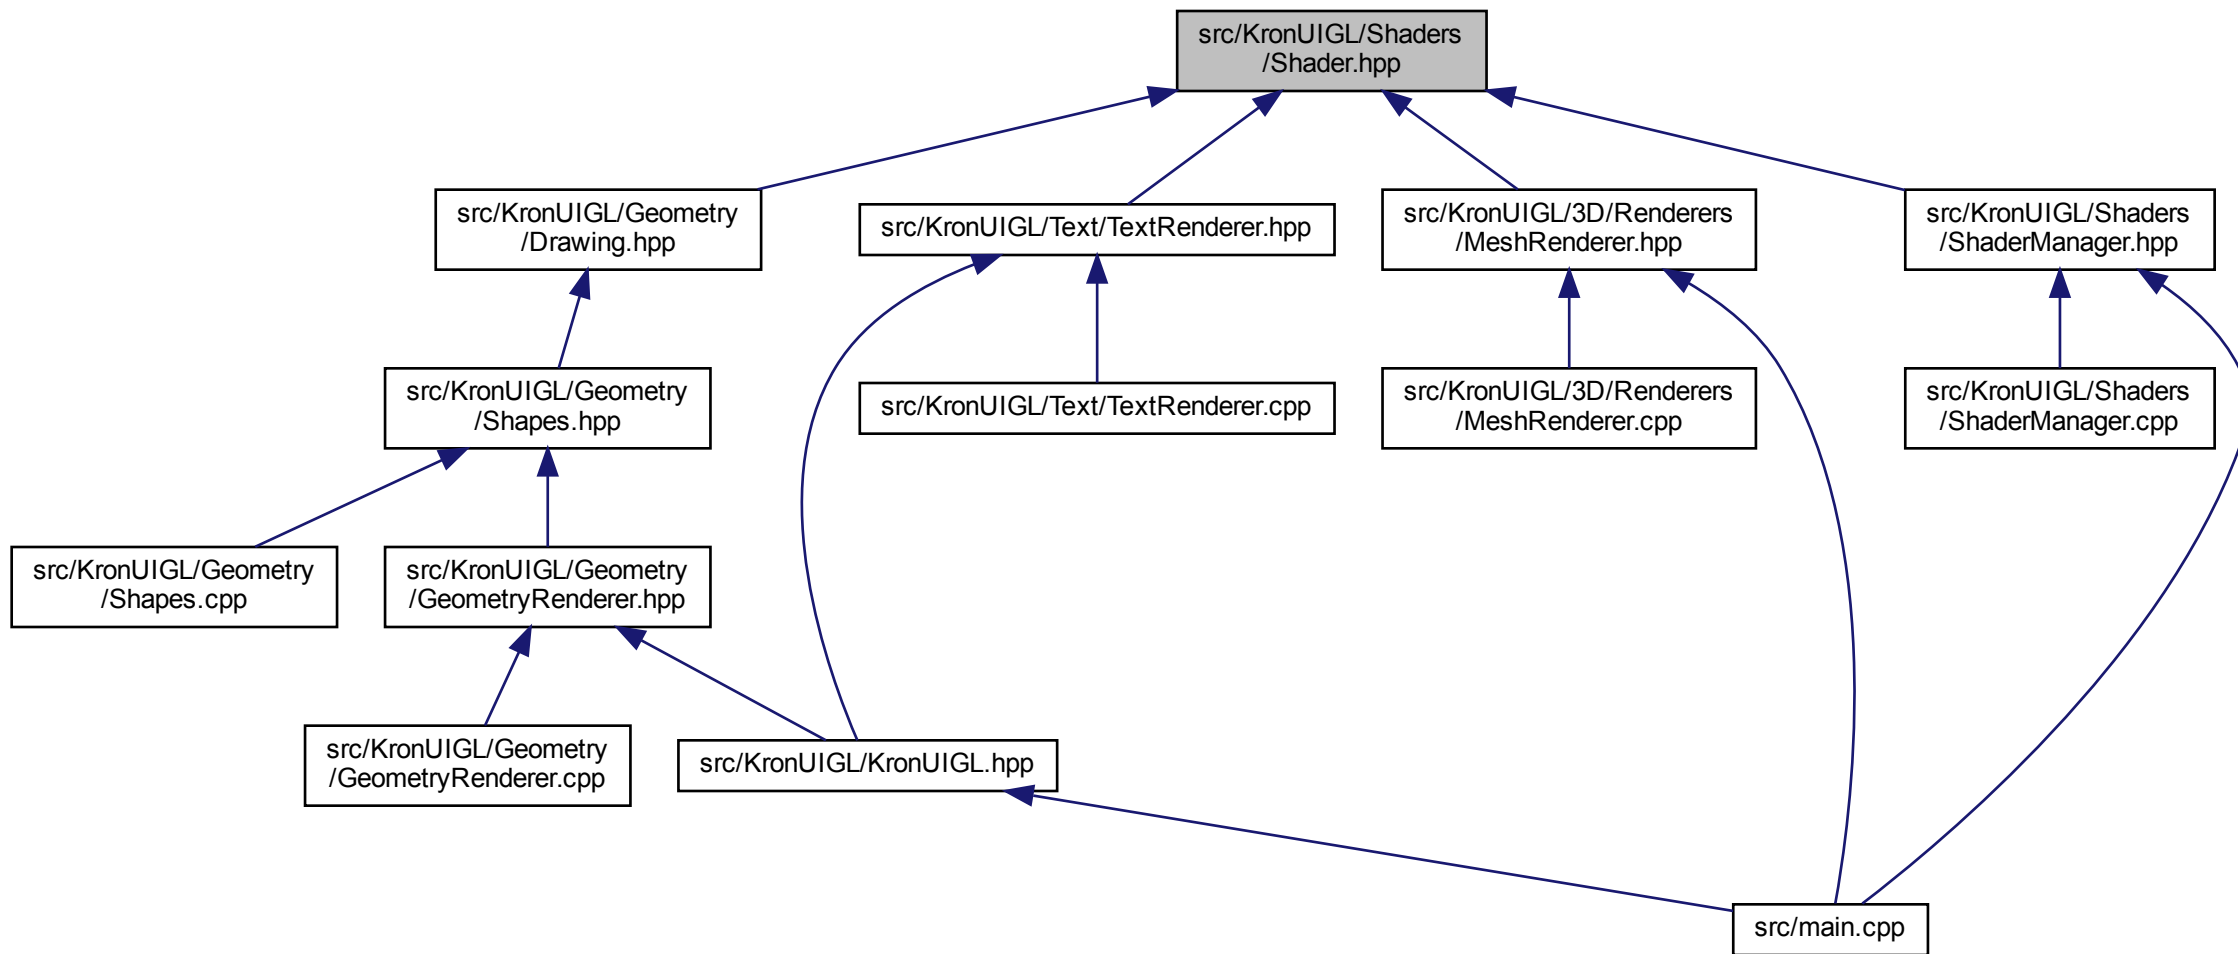 src/KronUIGL/Shaders
/Shader.hpp
src/KronUIGL/Geometry
/Drawing.hpp
src/KronUIGL/Text/TextRenderer.hpp
src/KronUIGL/3D/Renderers
/MeshRenderer.hpp
src/KronUIGL/Shaders
/ShaderManager.hpp
src/KronUIGL/Geometry
/Shapes.hpp
src/KronUIGL/Text/TextRenderer.cpp
src/KronUIGL/3D/Renderers
/MeshRenderer.cpp
src/KronUIGL/Shaders
/ShaderManager.cpp
src/KronUIGL/Geometry
/Shapes.cpp
src/KronUIGL/Geometry
/GeometryRenderer.hpp
src/KronUIGL/Geometry
/GeometryRenderer.cpp
src/KronUIGL/KronUIGL.hpp
src/main.cpp